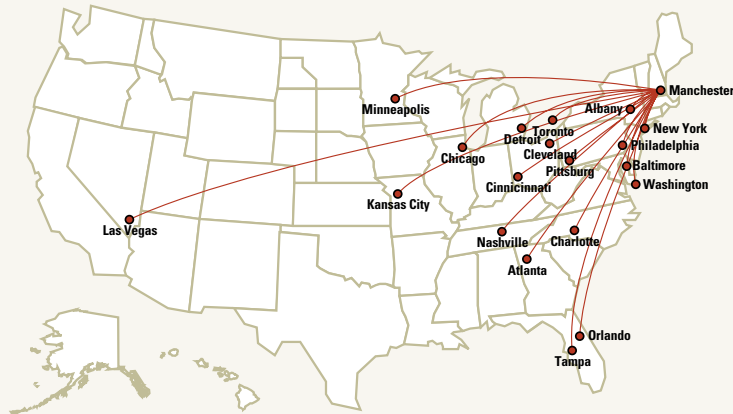 Manchester
Minneapolis
Albany
Toronto
New York
Detroit
Philadelphia
Cleveland
Chicago
Baltimore
Pittsburg
Cinnicinnati
Washington
Kansas City
Las Vegas
Nashville
Charlotte
Atlanta
Orlando
Tampa